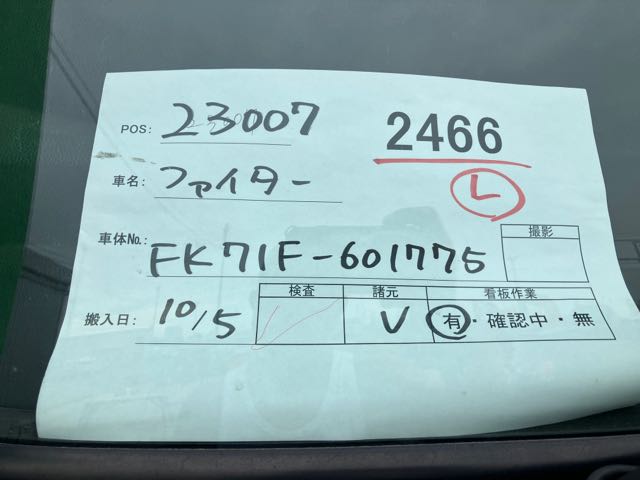 POS: 23007
2466
L
車名: ファイター
車体No.: FK71F-601775
撮影
搬入日: 10/5
検査 諸元 看板作業
V 有・確認中・無